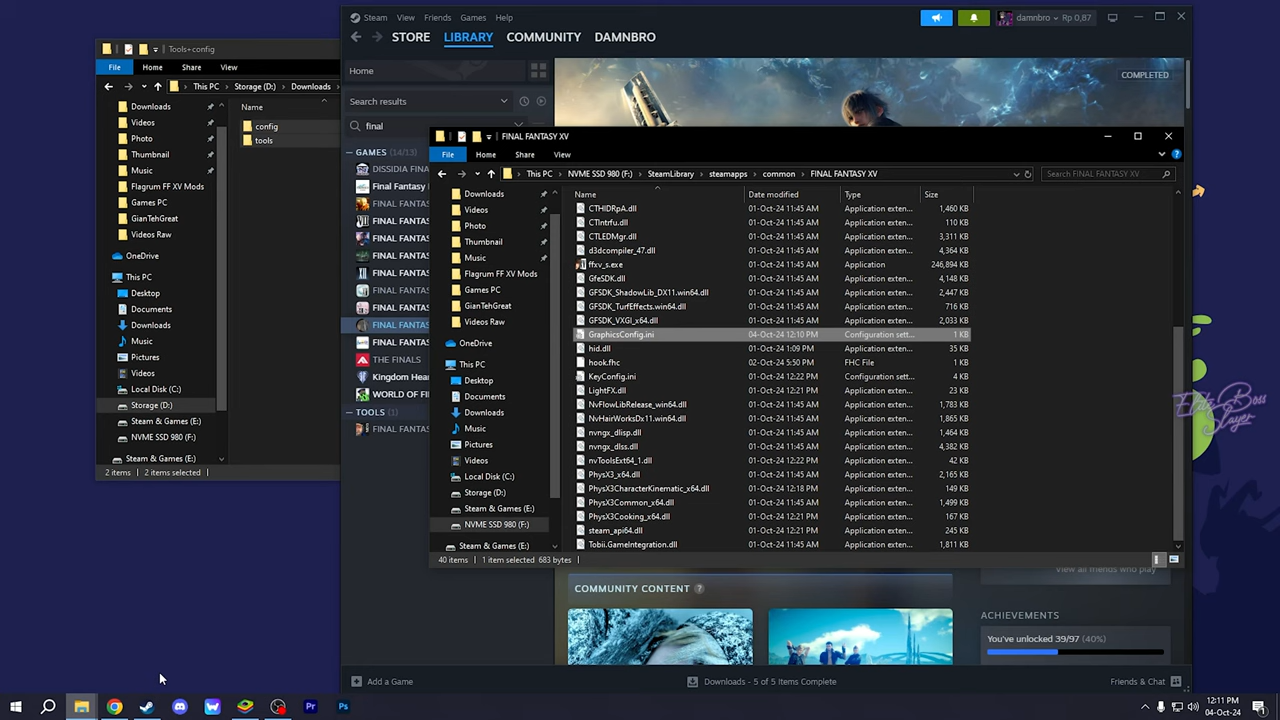 Steam View Friends Games Help
damnbro Rp 0,87
STORE LIBRARY COMMUNITY DAMNBRO
Tools+config
File Home Share View
This PC Storage (D:) Downloads
Downloads
Videos
Photo
Thumbnail
Music
Flagrum FF XV Mods
Games PC
GianTehGreat
Videos Raw
OneDrive
This PC
Desktop
Documents
Downloads
Music
Pictures
Videos
Local Disk (C:)
Storage (D:)
Steam & Games (E:)
NVME SSD 980 (F:)
Steam & Games (E:)
Name
config
tools
2 items 2 items selected
Home
Search results
final
GAMES (14/13)
DISSIDIA FINA
Final Fantasy
FINAL FANTAS
FINAL FANTAS
FINAL FANTAS
FINAL FANTAS
FINAL FANTAS
FINAL FANTAS
FINAL FANTAS
FINAL FANTAS
FINAL FANTAS
FINAL FANTAS
THE FINALS
Kingdom Hear
WORLD OF FI
TOOLS (1)
FINAL FANTAS
COMPLETED
FINAL FANTASY XV
File Home Share View
This PC NVME SSD 980 (F:) SteamLibrary steamapps common FINAL FANTASY XV
Search FINAL FANTASY XV
Downloads
Videos
Photo
Thumbnail
Music
Flagrum FF XV Mods
Games PC
GianTehGreat
Videos Raw
OneDrive
This PC
Desktop
Documents
Downloads
Music
Pictures
Videos
Local Disk (C:)
Storage (D:)
Steam & Games (E:)
NVME SSD 980 (F:)
Steam & Games (E:)
Name Date modified Type Size
CTHIDRpA.dll 01-Oct-24 11:45 AM Application exten... 1,460 KB
CTIntrfu.dll 01-Oct-24 11:45 AM Application exten... 110 KB
CTLEDMgr.dll 01-Oct-24 11:45 AM Application exten... 3,311 KB
d3dcompiler_47.dll 01-Oct-24 11:45 AM Application exten... 4,364 KB
ffxv_s.exe 01-Oct-24 11:45 AM Application 246,894 KB
GfeSDK.dll 01-Oct-24 11:45 AM Application exten... 4,148 KB
GFSDK_ShadowLib_DX11.win64.dll 01-Oct-24 11:45 AM Application exten... 2,447 KB
GFSDK_TurfEffects.win64.dll 01-Oct-24 11:45 AM Application exten... 716 KB
GFSDK_VXGI_x64.dll 01-Oct-24 11:45 AM Application exten... 2,033 KB
GraphicsConfig.ini 04-Oct-24 12:10 PM Configuration sett... 1 KB
hid.dll 01-Oct-24 1:09 PM Application exten... 35 KB
hook.fhc 02-Oct-24 5:50 PM FHC File 1 KB
KeyConfig.ini 01-Oct-24 12:22 PM Configuration sett... 4 KB
LightFX.dll 01-Oct-24 12:21 PM Application exten... 23 KB
NvFlowLibRelease_win64.dll 01-Oct-24 11:45 AM Application exten... 1,783 KB
NvHairWorksDx11.win64.dll 01-Oct-24 11:45 AM Application exten... 1,865 KB
nvngx_dlisp.dll 01-Oct-24 11:45 AM Application exten... 1,464 KB
nvngx_dlss.dll 01-Oct-24 11:45 AM Application exten... 4,382 KB
nvToolsExt64_1.dll 01-Oct-24 12:22 PM Application exten... 42 KB
PhysX3_x64.dll 01-Oct-24 11:45 AM Application exten... 2,165 KB
PhysX3CharacterKinematic_x64.dll 01-Oct-24 12:18 PM Application exten... 149 KB
PhysX3Common_x64.dll 01-Oct-24 11:45 AM Application exten... 1,499 KB
PhysX3Cooking_x64.dll 01-Oct-24 12:21 PM Application exten... 167 KB
steam_api64.dll 01-Oct-24 11:45 AM Application exten... 245 KB
Tobii.GameIntegration.dll 01-Oct-24 11:45 AM Application exten... 1,811 KB
40 items 1 item selected 683 bytes
View all friends who play
COMMUNITY CONTENT ?
ACHIEVEMENTS
You've unlocked 39/97 (40%)
Add a Game
Downloads - 5 of 5 Items Complete
Friends & Chat
Elite Boss
Slayer
Pr Ps
12:11 PM
04-Oct-24
1